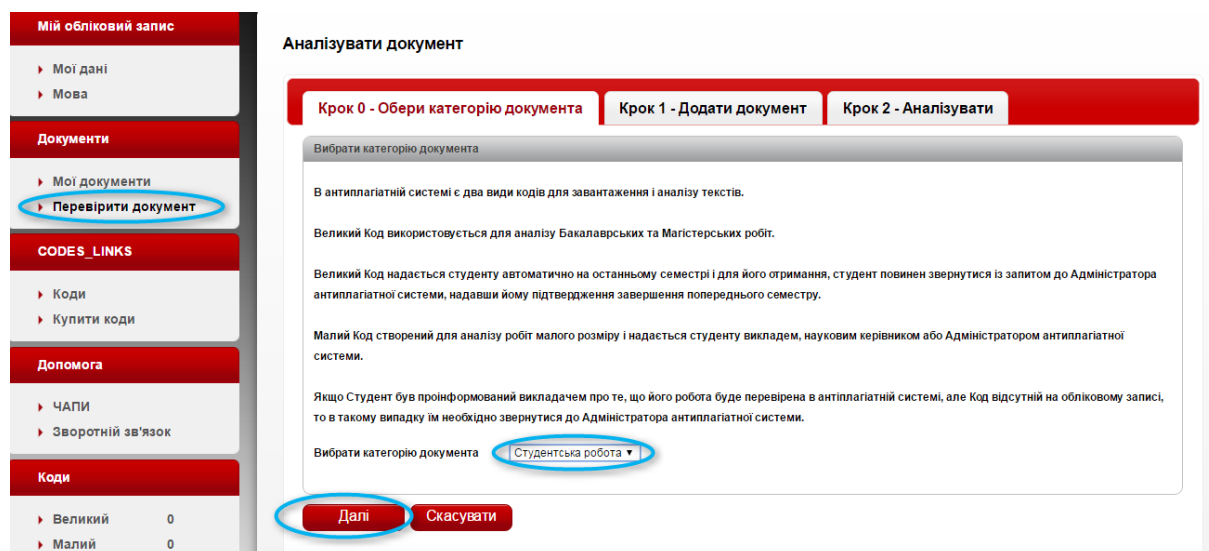 Мій обліковий запис
Мої дані
Мова
Документи
Мої документи
Перевірити документ
CODES_LINKS
Коди
Купити коди
Допомога
ЧАПИ
Зворотній зв'язок
Коди
Великий 0
Малий 0
Аналізувати документ
Крок 0 - Обери категорію документа Крок 1 - Додати документ Крок 2 - Аналізувати
Вибрати категорію документа
В антиплагіатній системі є два види кодів для завантаження і аналізу текстів.
Великий Код використовується для аналізу Бакалаврських та Магістерських робіт.
Великий Код надається студенту автоматично на останньому семестрі і для його отримання, студент повинен звернутися із запитом до Адміністратора
антиплагіатної системи, надавши йому підтвердження завершення попереднього семестру.
Малий Код створений для аналізу робіт малого розміру і надається студенту викладем, науковим керівником або Адміністратором антиплагіатної
системи.
Якщо Студент був проінформований викладачем про те, що його робота буде перевірена в антіплагіатній системі, але Код відсутній на обліковому записі,
то в такому випадку їм необхідно звернутися до Адміністратора антиплагіатної системи.
Вибрати категорію документа Студентська робота
Далі Скасувати